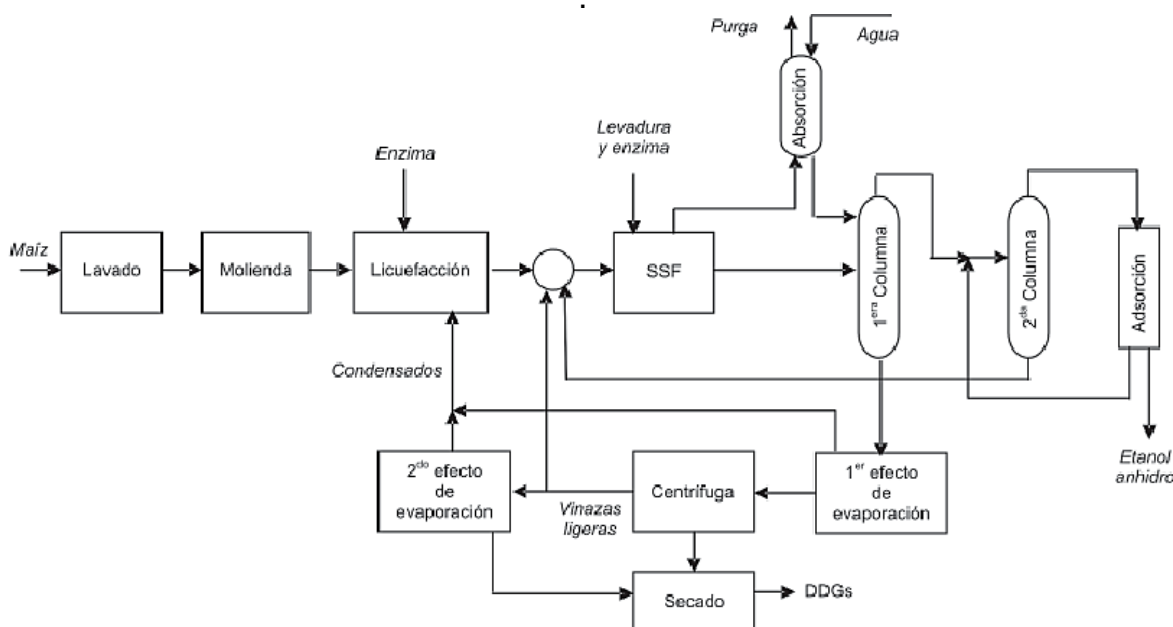 Purga
Agua
Absorción
Levadura
y enzima
Enzima
Maíz
Lavado
Molienda
Licuefacción
SSF
1era Columna
2da Columna
Adsorción
Condensados
Etanol
anhidro
2do efecto
de
evaporación
Vinazas
ligeras
Centrífuga
1er efecto
de
evaporación
Secado
DDGs